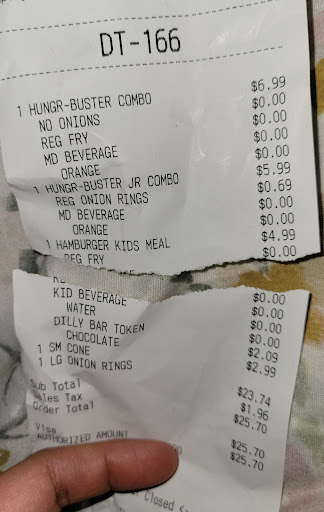 DT-166
1 HUNGR-BUSTER COMBO $6.99
NO ONIONS $0.00
REG FRY $0.00
MD BEVERAGE $0.00
ORANGE $0.00
1 HUNGR-BUSTER JR COMBO $5.99
REG ONION RINGS $0.69
MD BEVERAGE $0.00
ORANGE $0.00
1 HAMBURGER KIDS MEAL $4.99
REG FRY $0.00
KID BEVERAGE $0.00
WATER $0.00
DILLY BAR TOKEN $0.00
CHOCOLATE $0.00
1 SM CONE $2.09
1 LG ONION RINGS $2.99
Sub Total $23.74
Sales Tax $1.96
Order Total $25.70
Visa $25.70
AUTHORIZED AMOUNT $25.70
Closed